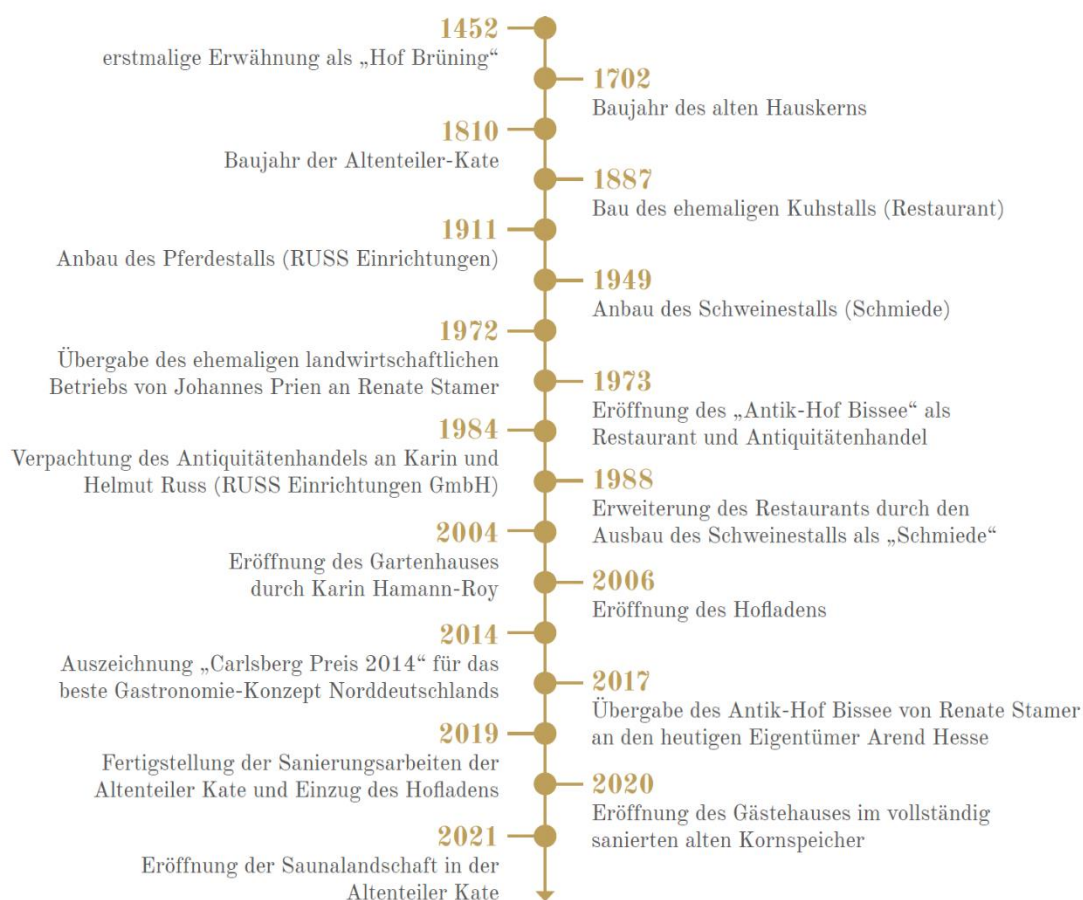 1452
erstmalige Erwähnung als „Hof Brüning“
1702
Baujahr des alten Hauskerns
1810
Baujahr der Altenteiler-Kate
1887
Bau des ehemaligen Kuhstalls (Restaurant)
1911
Anbau des Pferdestalls (RUSS Einrichtungen)
1949
Anbau des Schweinestalls (Schmiede)
1972
Übergabe des ehemaligen landwirtschaftlichen
Betriebs von Johannes Prien an Renate Stamer
1973
Eröffnung des „Antik-Hof Bissee“ als
Restaurant und Antiquitätenhandel
1984
Verpachtung des Antiquitätenhandels an Karin und
Helmut Russ (RUSS Einrichtungen GmbH)
1988
Erweiterung des Restaurants durch den
Ausbau des Schweinestalls als „Schmiede“
2004
Eröffnung des Gartenhauses
durch Karin Hamann-Roy
2006
Eröffnung des Hofladens
2014
Auszeichnung „Carlsberg Preis 2014“ für das
beste Gastronomie-Konzept Norddeutschlands
2017
Übergabe des Antik-Hof Bissee von Renate Stamer
an den heutigen Eigentümer Arend Hesse
2019
Fertigstellung der Sanierungsarbeiten der
Altenteiler Kate und Einzug des Hofladens
2020
Eröffnung des Gästehauses im vollständig
sanierten alten Kornspeicher
2021
Eröffnung der Saunalandschaft in der
Altenteiler Kate